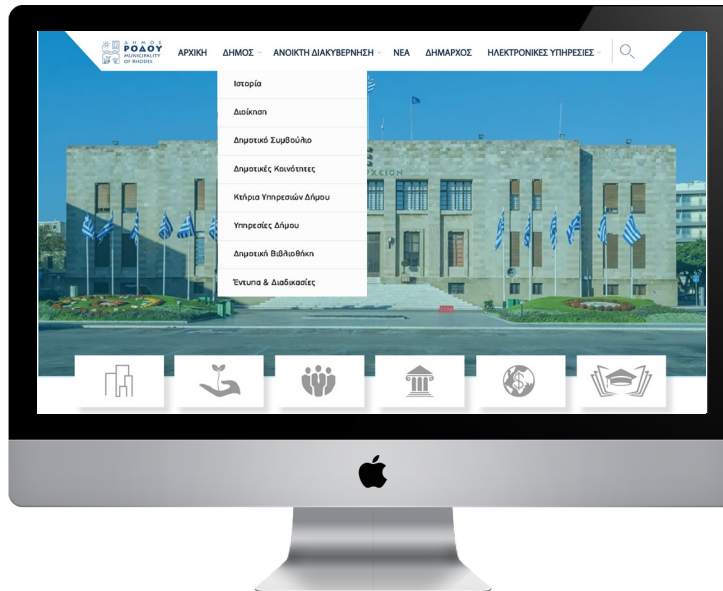 ΔΗΜΟΣ
ΡΟΔΟΥ
MUNICIPALITY
OF RHODES
ΑΡΧΙΚΗ ΔΗΜΟΣ ΑΝΟΙΚΤΗ ΔΙΑΚΥΒΕΡΝΗΣΗ ΝΕΑ ΔΗΜΑΡΧΟΣ ΗΛΕΚΤΡΟΝΙΚΕΣ ΥΠΗΡΕΣΙΕΣ
Ιστορία
Διοίκηση
Δημοτικό Συμβούλιο
Δημοτικές Κοινότητες
Κτήρια Υπηρεσιών Δήμου
Υπηρεσίες Δήμου
Δημοτική Βιβλιοθήκη
Έντυπα & Διαδικασίες